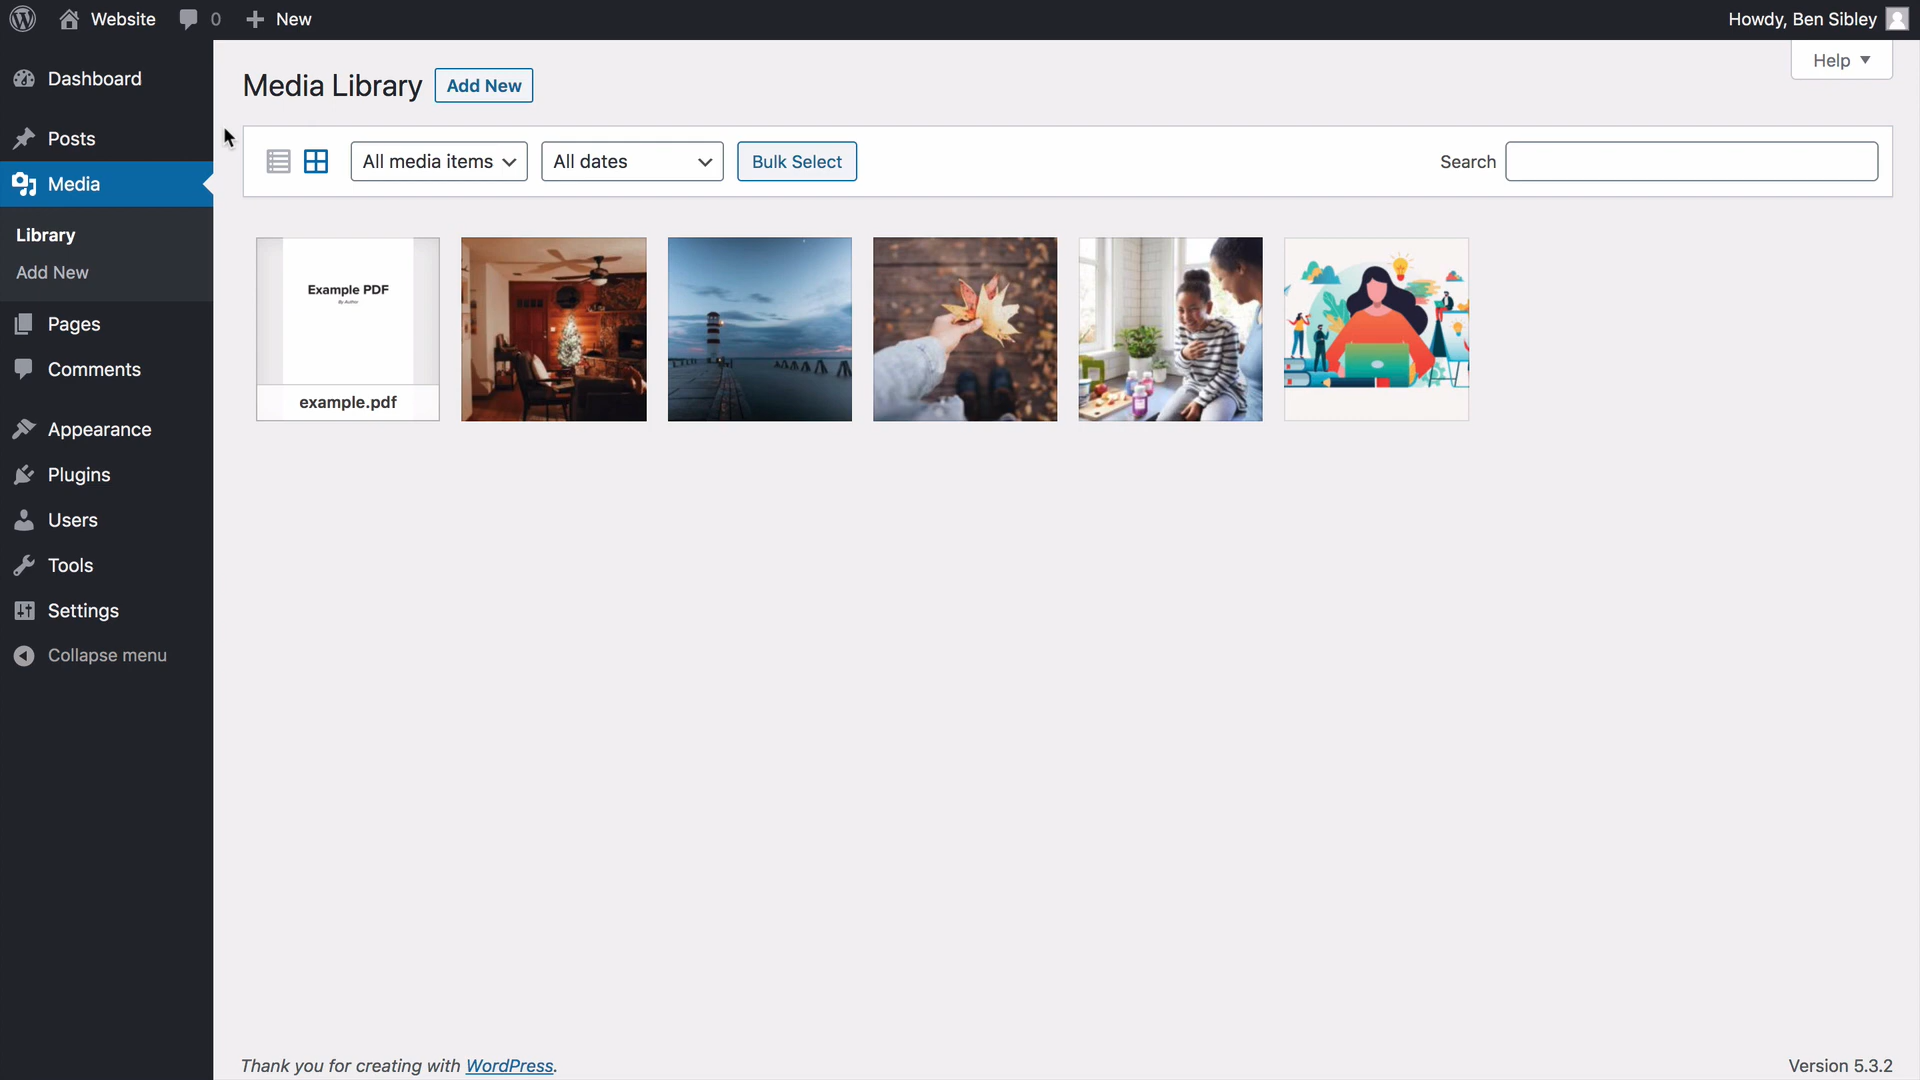 Website 0 New Howdy, Ben Sibley
Help
Dashboard
Posts
Media
Library
Add New
Pages
Comments
Appearance
Plugins
Users
Tools
Settings
Collapse menu
Media Library Add New
All media items All dates Bulk Select Search
Example PDF
By Author
example.pdf
Thank you for creating with WordPress.
Version 5.3.2